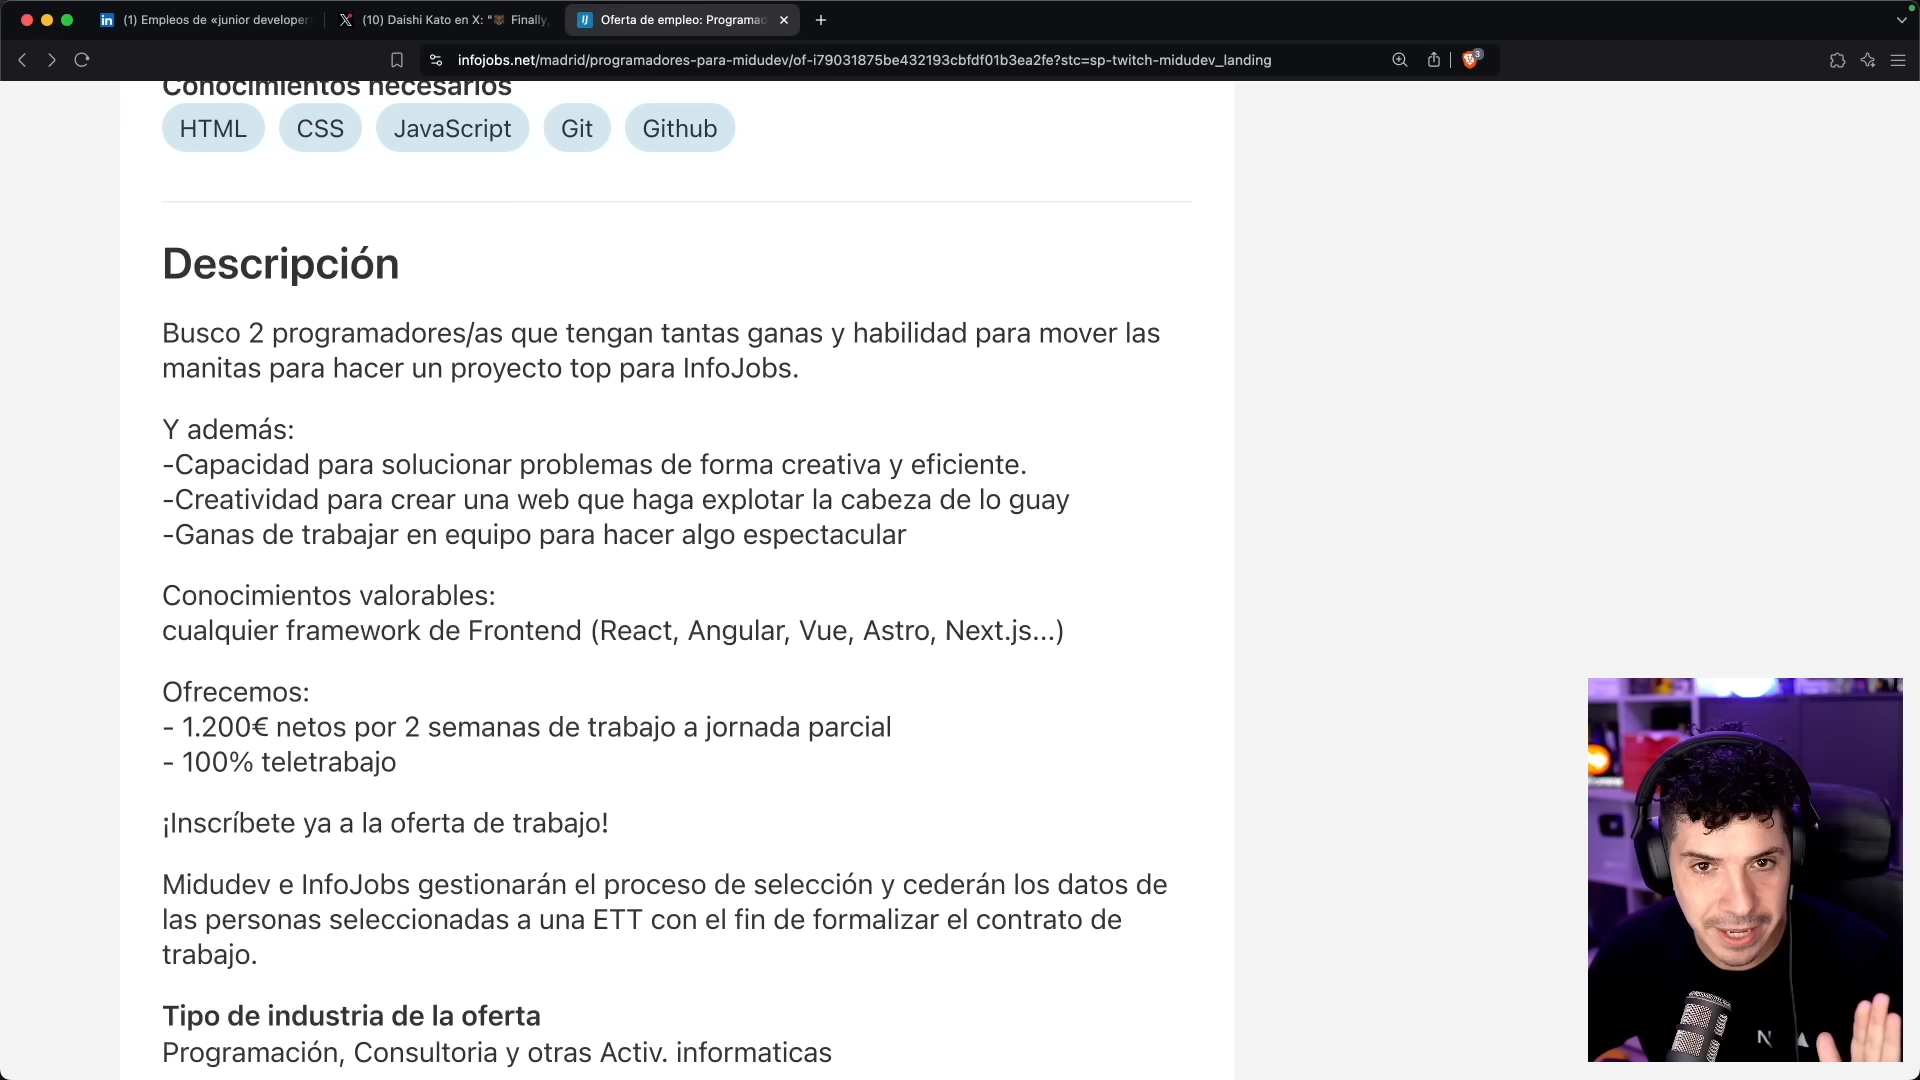 (1) Empleos de «junior developer
(10) Daishi Kato en X: "🐻 Finally,
Oferta de empleo: Programad
infojobs.net/madrid/programadores-para-midudev/of-i79031875be432193cbfdf01b3ea2fe?stc=sp-twitch-midudev_landing
3
Conocimientos necesarios
HTML CSS JavaScript Git Github
Descripción
Busco 2 programadores/as que tengan tantas ganas y habilidad para mover las
manitas para hacer un proyecto top para InfoJobs.
Y además:
-Capacidad para solucionar problemas de forma creativa y eficiente.
-Creatividad para crear una web que haga explotar la cabeza de lo guay
-Ganas de trabajar en equipo para hacer algo espectacular
Conocimientos valorables:
cualquier framework de Frontend (React, Angular, Vue, Astro, Next.js...)
Ofrecemos:
- 1.200€ netos por 2 semanas de trabajo a jornada parcial
- 100% teletrabajo
¡Inscríbete ya a la oferta de trabajo!
Midudev e InfoJobs gestionarán el proceso de selección y cederán los datos de
las personas seleccionadas a una ETT con el fin de formalizar el contrato de
trabajo.
Tipo de industria de la oferta
Programación, Consultoria y otras Activ. informaticas